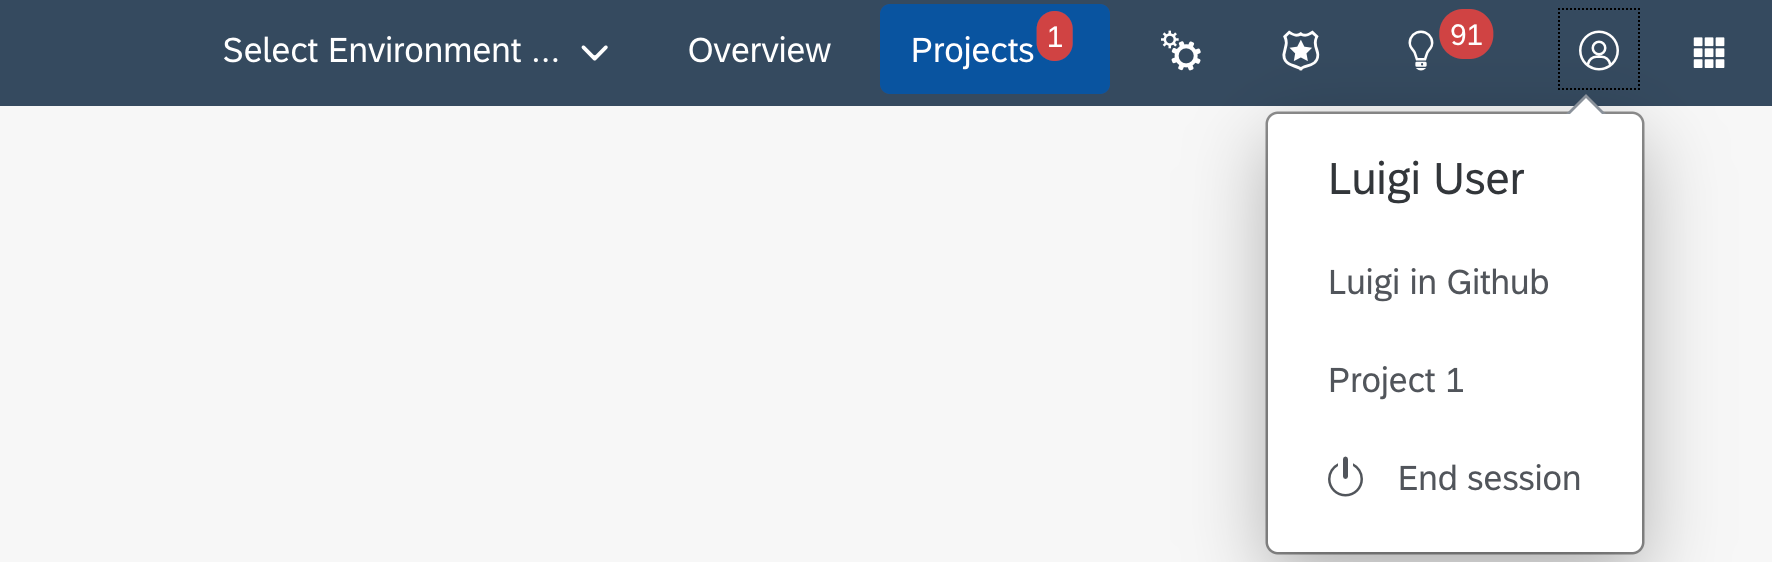 Select Environment ...
Overview
Projects
1
91
Luigi User
Luigi in Github
Project 1
End session